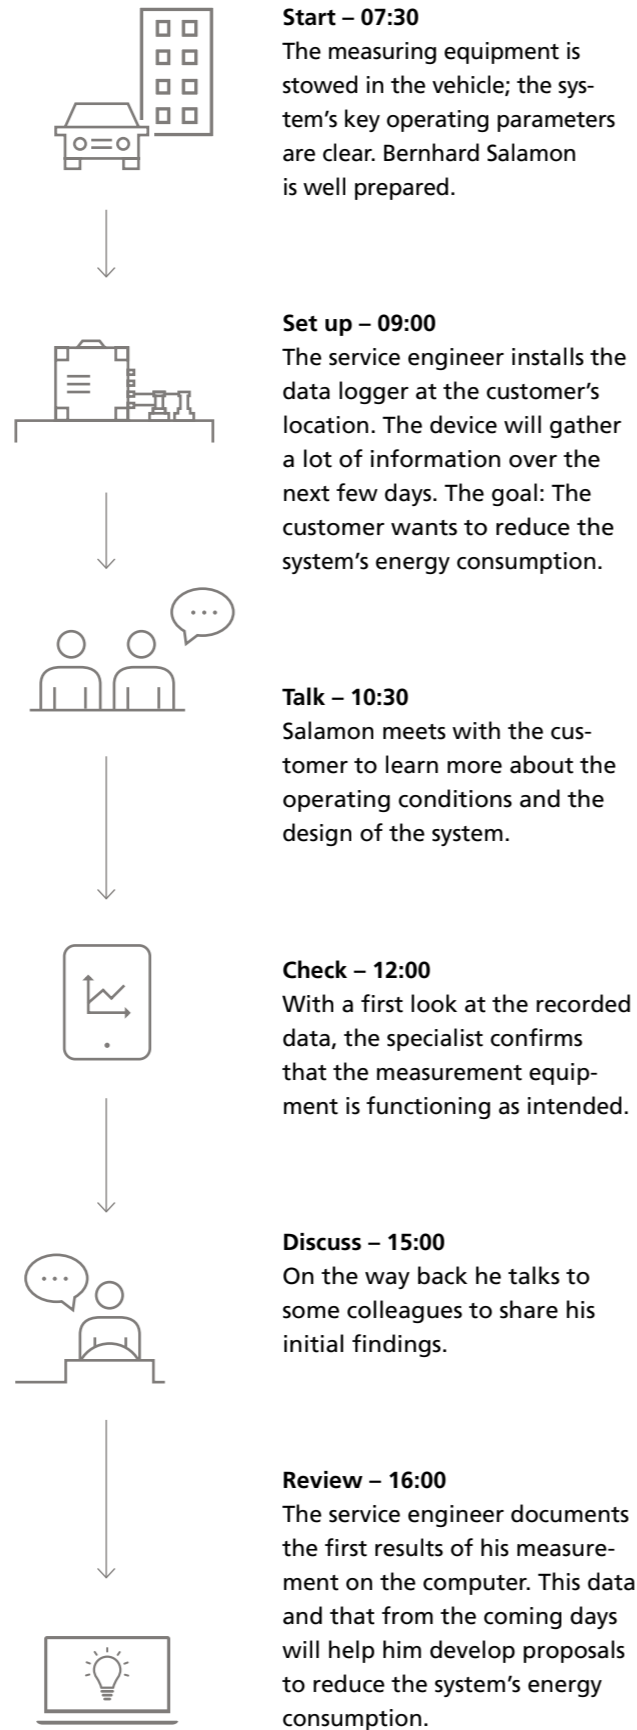 Start – 07:30
The measuring equipment is
stowed in the vehicle; the sys-
tem’s key operating parameters
are clear. Bernhard Salamon
is well prepared.
Set up – 09:00
The service engineer installs the
data logger at the customer’s
location. The device will gather
a lot of information over the
next few days. The goal: The
customer wants to reduce the
system’s energy consumption.
Talk – 10:30
Salamon meets with the cus-
tomer to learn more about the
operating conditions and the
design of the system.
Check – 12:00
With a first look at the recorded
data, the specialist confirms
that the measurement equip-
ment is functioning as intended.
Discuss – 15:00
On the way back he talks to
some colleagues to share his
initial findings.
Review – 16:00
The service engineer documents
the first results of his measure-
ment on the computer. This data
and that from the coming days
will help him develop proposals
to reduce the system’s energy
consumption.